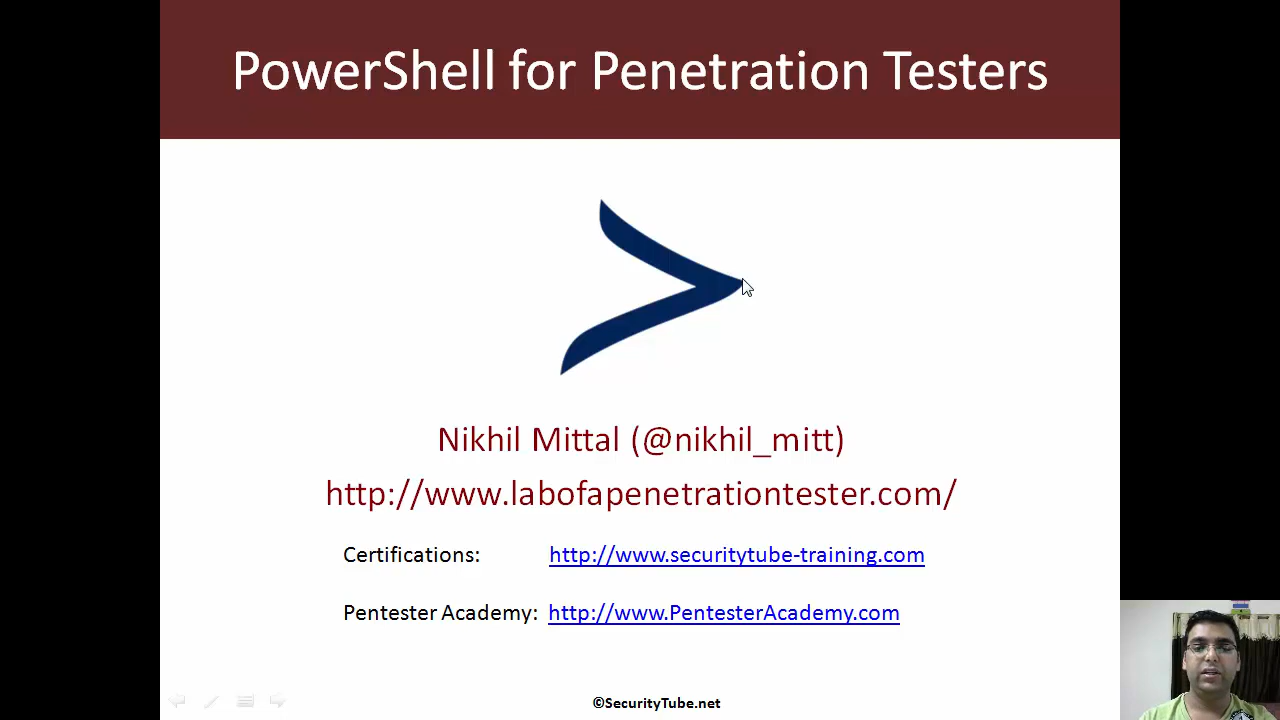 PowerShell for Penetration Testers
Nikhil Mittal (@nikhil_mitt)
http://www.labofapenetrationtester.com/
Certifications: http://www.securitytube-training.com
Pentester Academy: http://www.PentesterAcademy.com
©SecurityTube.net